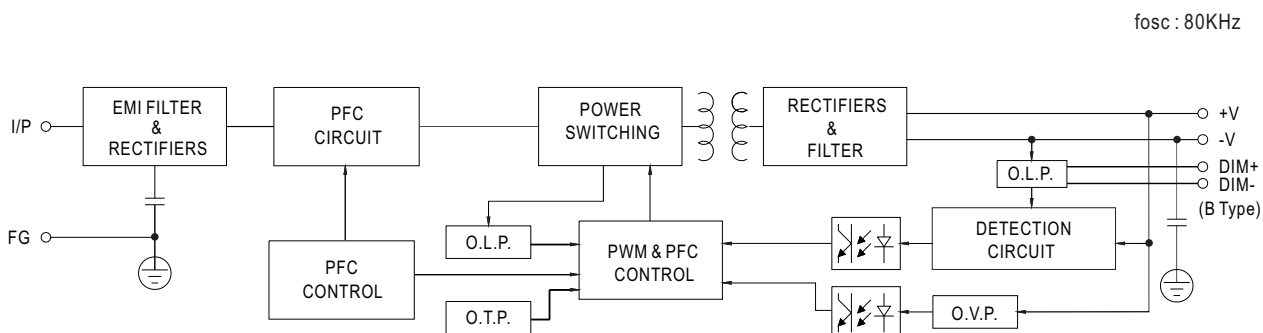 fosc : 80KHz
I/P
EMI FILTER
&
RECTIFIERS
PFC
CIRCUIT
POWER
SWITCHING
RECTIFIERS
&
FILTER
+V
-V
O.L.P.
DIM+
DIM-
(B Type)
FG
PFC
CONTROL
O.L.P.
O.T.P.
PWM & PFC
CONTROL
DETECTION
CIRCUIT
O.V.P.